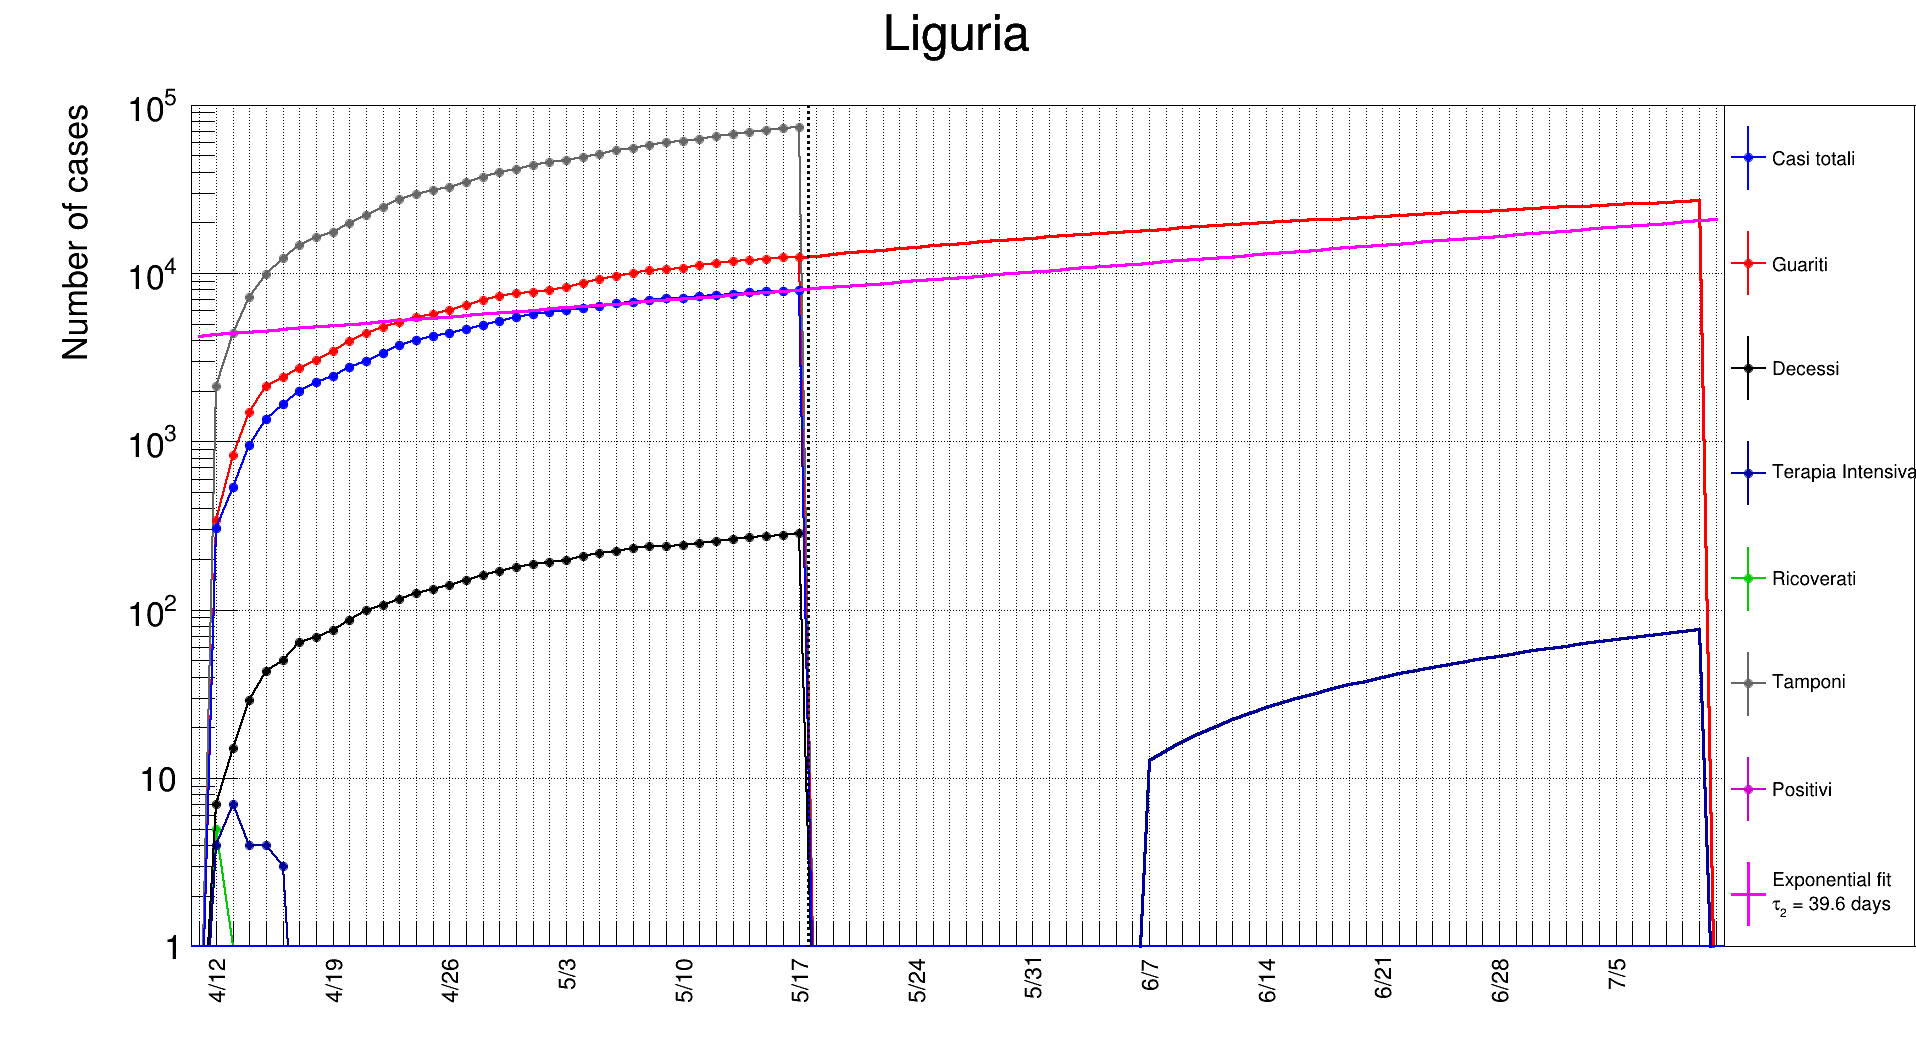 Liguria
Number of cases
10^5
10^4
10^3
10^2
10
1
4/12
4/19
4/26
5/3
5/10
5/17
5/24
5/31
6/7
6/14
6/21
6/28
7/5
Casi totali
Guariti
Decessi
Terapia Intensiva
Ricoverati
Tamponi
Positivi
Exponential fit
τ₂ = 39.6 days